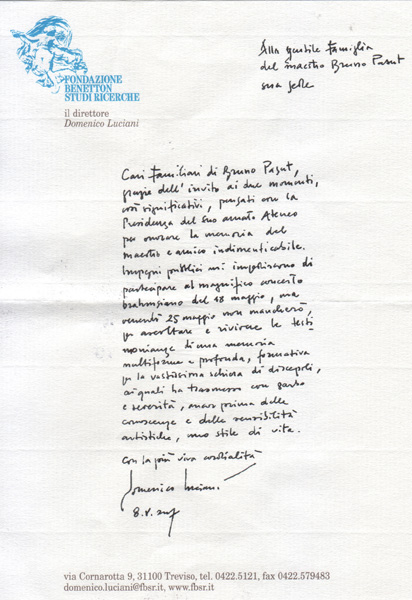 Alla gentile Famiglia
del maestro Bruno Pasut
sua sede
FONDAZIONE
BENETTON
STUDI RICERCHE
il direttore
Domenico Luciani
Cari Familiari di Bruno Pasut,
grazie dell'invito ai due momenti,
così significativi, pensati con la
Presidenza del suo amato Ateneo
per onorare la memoria del
maestro e amico indimenticabile.
Impegni pubblici mi impediscono di
partecipare al magnifico concerto
brahmsiano del 18 maggio, ma
venerdì 25 maggio non mancherò,
per ascoltare e rivivere le testi
monianze di una memoria
multiforme e profonda, formativa
per la vastissima schiera di discepoli,
ai quali ha trasmesso con garbo
e severità, ancor prima delle
conoscenze e delle sensibilità
artistiche, uno stile di vita.
Con la più viva cordialità
Domenico Luciani
8.V.2007
via Cornarotta 9, 31100 Treviso, tel. 0422.5121, fax 0422.579483
domenico.luciani@fbsr.it, www.fbsr.it